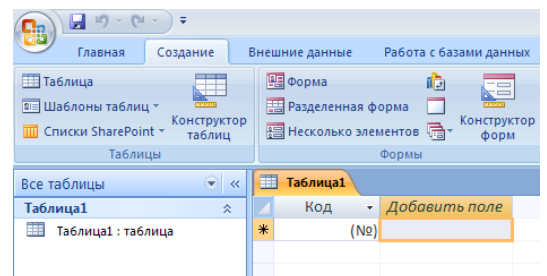 Главная Создание Внешние данные Работа с базами данных
Таблица
Шаблоны таблиц
Списки SharePoint
Конструктор таблиц
Таблицы
Форма
Разделенная форма
Несколько элементов
Конструктор форм
Формы
Все таблицы
Таблица1
Таблица1 : таблица
Таблица1
Код Добавить поле
(№)